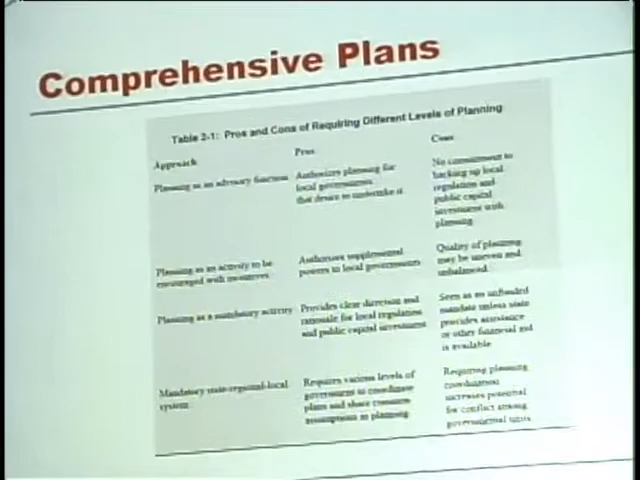 Comprehensive Plans
Table 2-1: Pros and Cons of Requiring Different Levels of Planning
Approach
Pros
Cons
Planning as an advisory function
Authorizes planning for
local governments
that desire to undertake it
No commitment to
backing up local
regulation and
public capital
investment with
planning
Planning as an activity to be
encouraged with incentives
Authorizes supplemental
powers to local governments
Quality of planning
may be uneven and
unbalanced
Planning as a mandatory activity
Provides clear direction and
rationale for local regulation
and public capital investment
Seen as an unfunded
mandate unless state
provides assistance
or other financial aid
is available
Mandatory state-regional-local
system
Requires various levels of
government to coordinate
plans and share common
assumptions in planning
Requiring planning
coordination
increases potential
for conflict among
governmental units